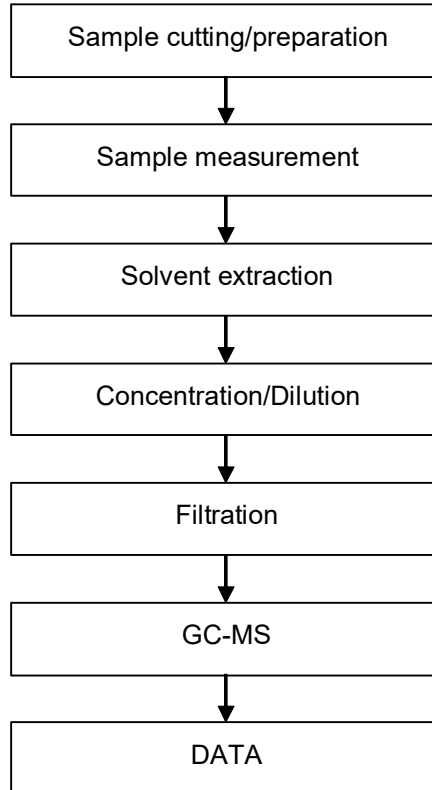 Sample cutting/preparation
Sample measurement
Solvent extraction
Concentration/Dilution
Filtration
GC-MS
DATA